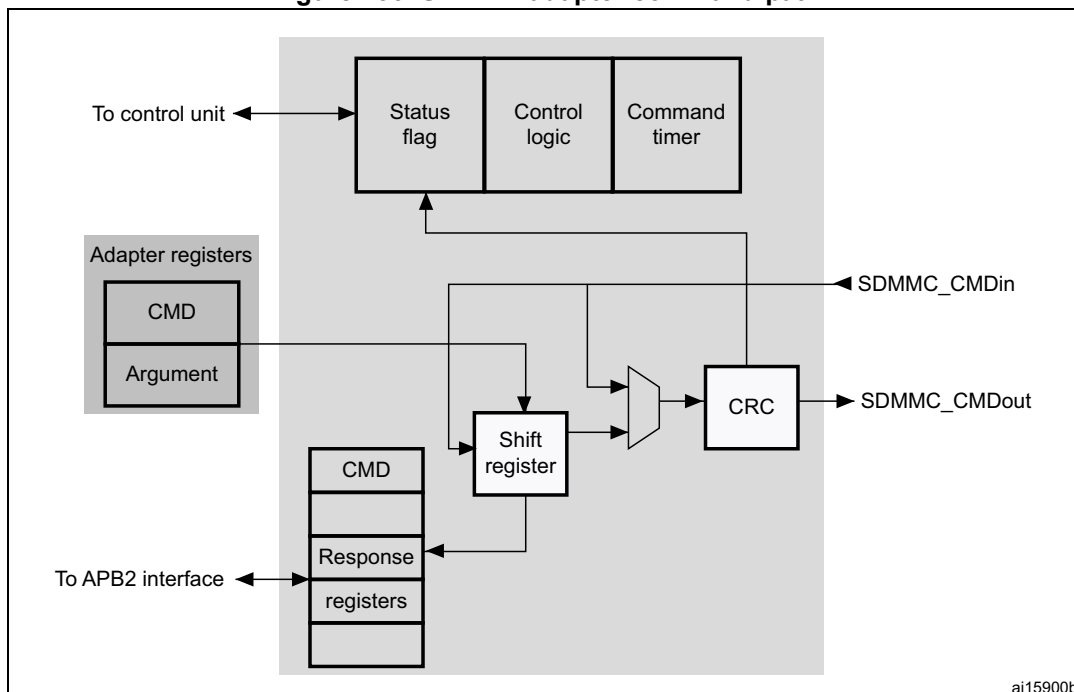 To control unit
Status
flag
Control
logic
Command
timer
Adapter registers
CMD
Argument
SDMMC_CMDin
CRC
SDMMC_CMDout
Shift
register
CMD
Response
registers
To APB2 interface
ai15900b